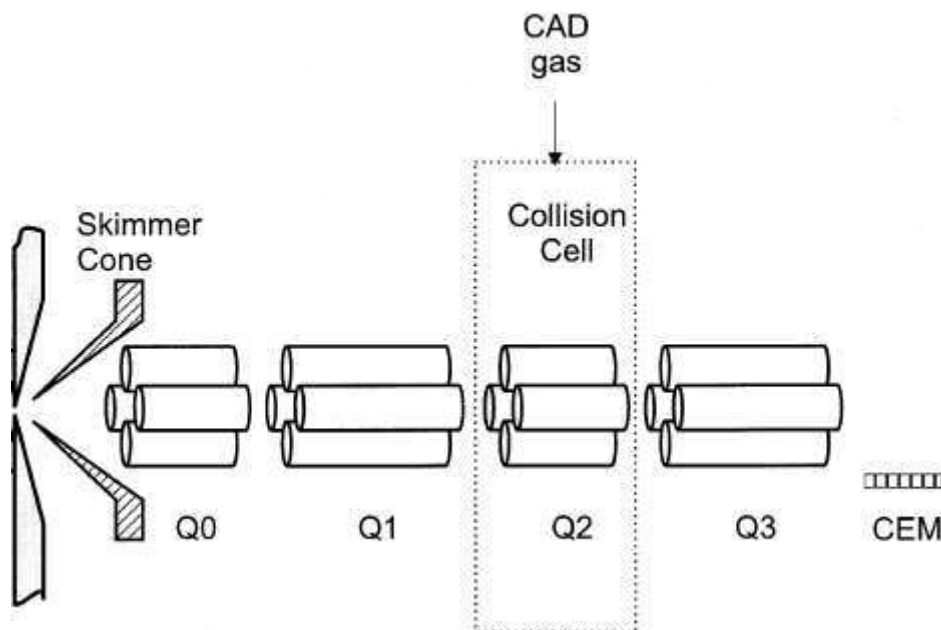 CAD
gas
Skimmer
Cone
Collision
Cell
Q0
Q1
Q2
Q3
CEM